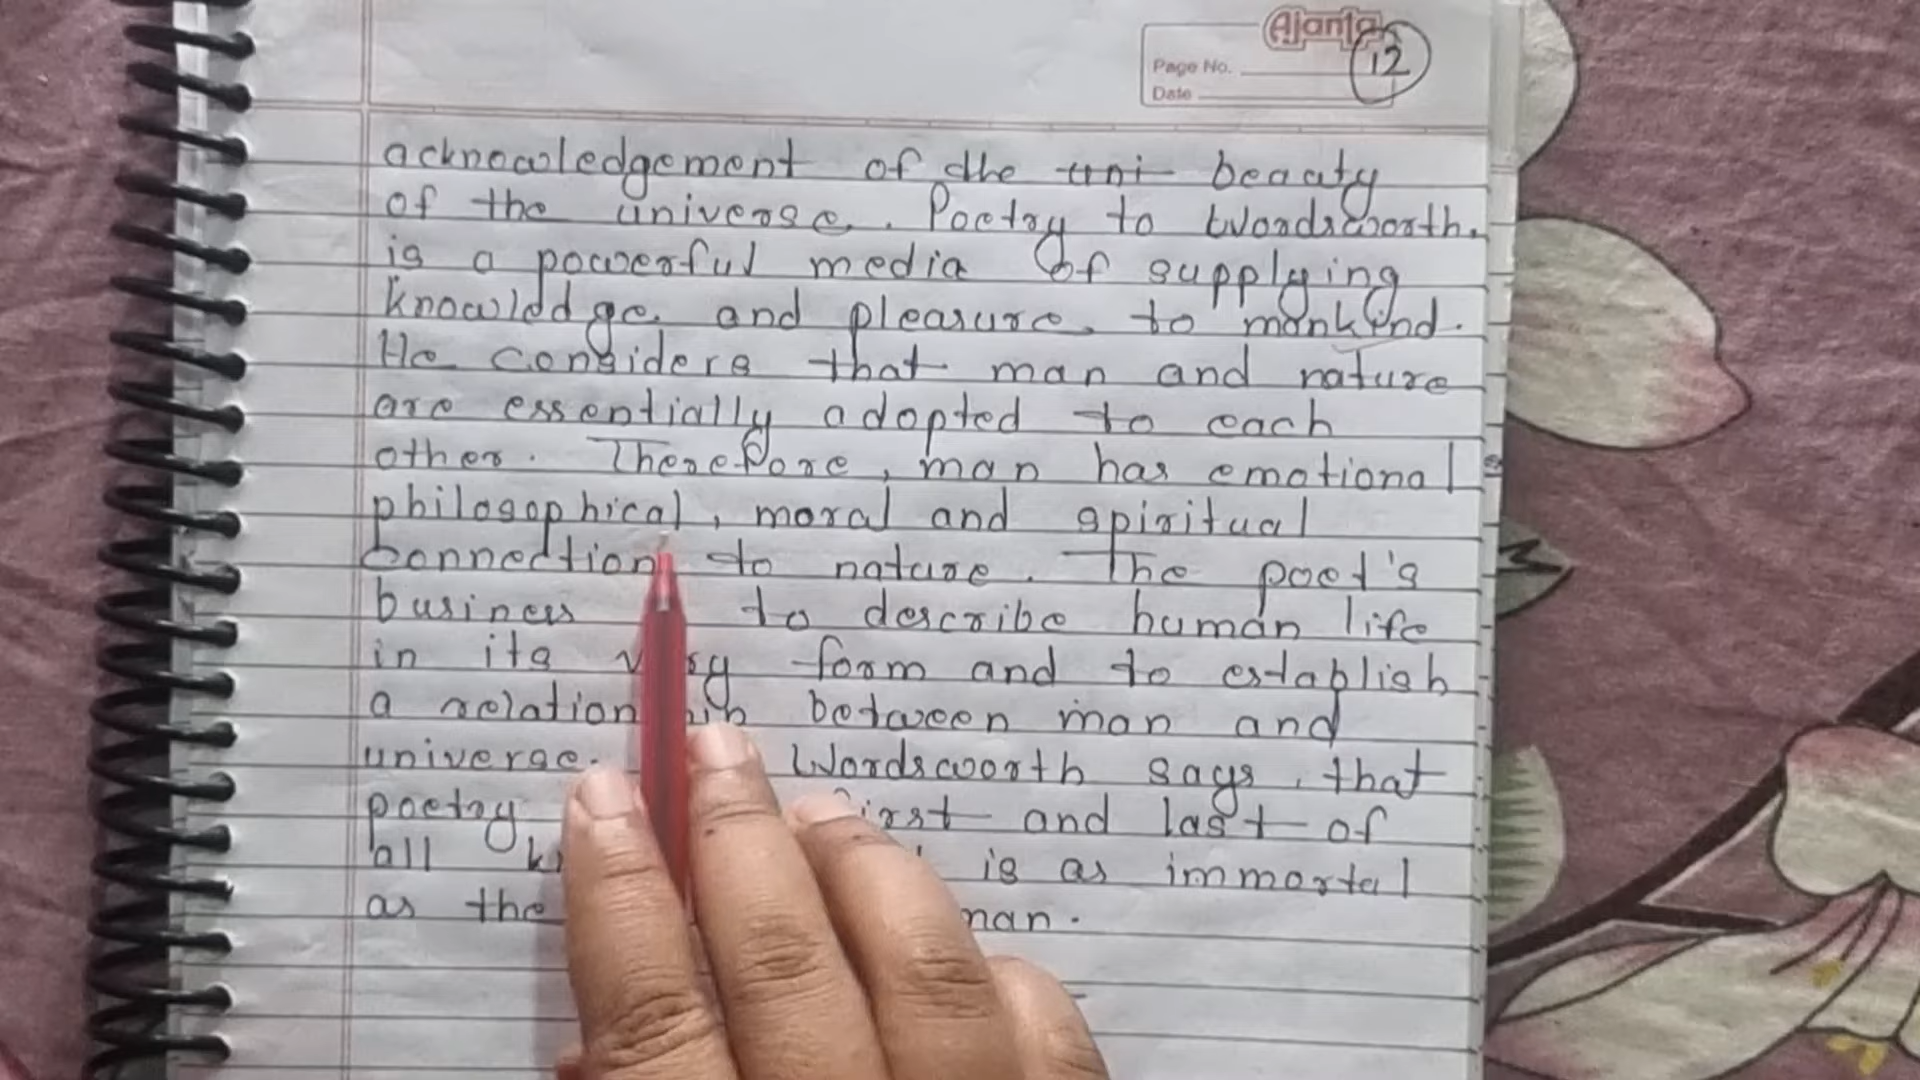 Ajanta
Page No. 12
Date
acknowledgement of the uni beauty
of the universe. Poetry to Wordsworth.
is a powerful media of supplying
knowlddge and pleasure to mankind.
He considers that man and nature
are essentially adopted to each
other. Therefore, man has emotional
philosophical, moral and spiritual
connection to nature. The poet's
business to describe human life
in its form and to establish
a between man and
universe. Wordsworth says, that
poetry first and last of
all is as immortal
as the man.